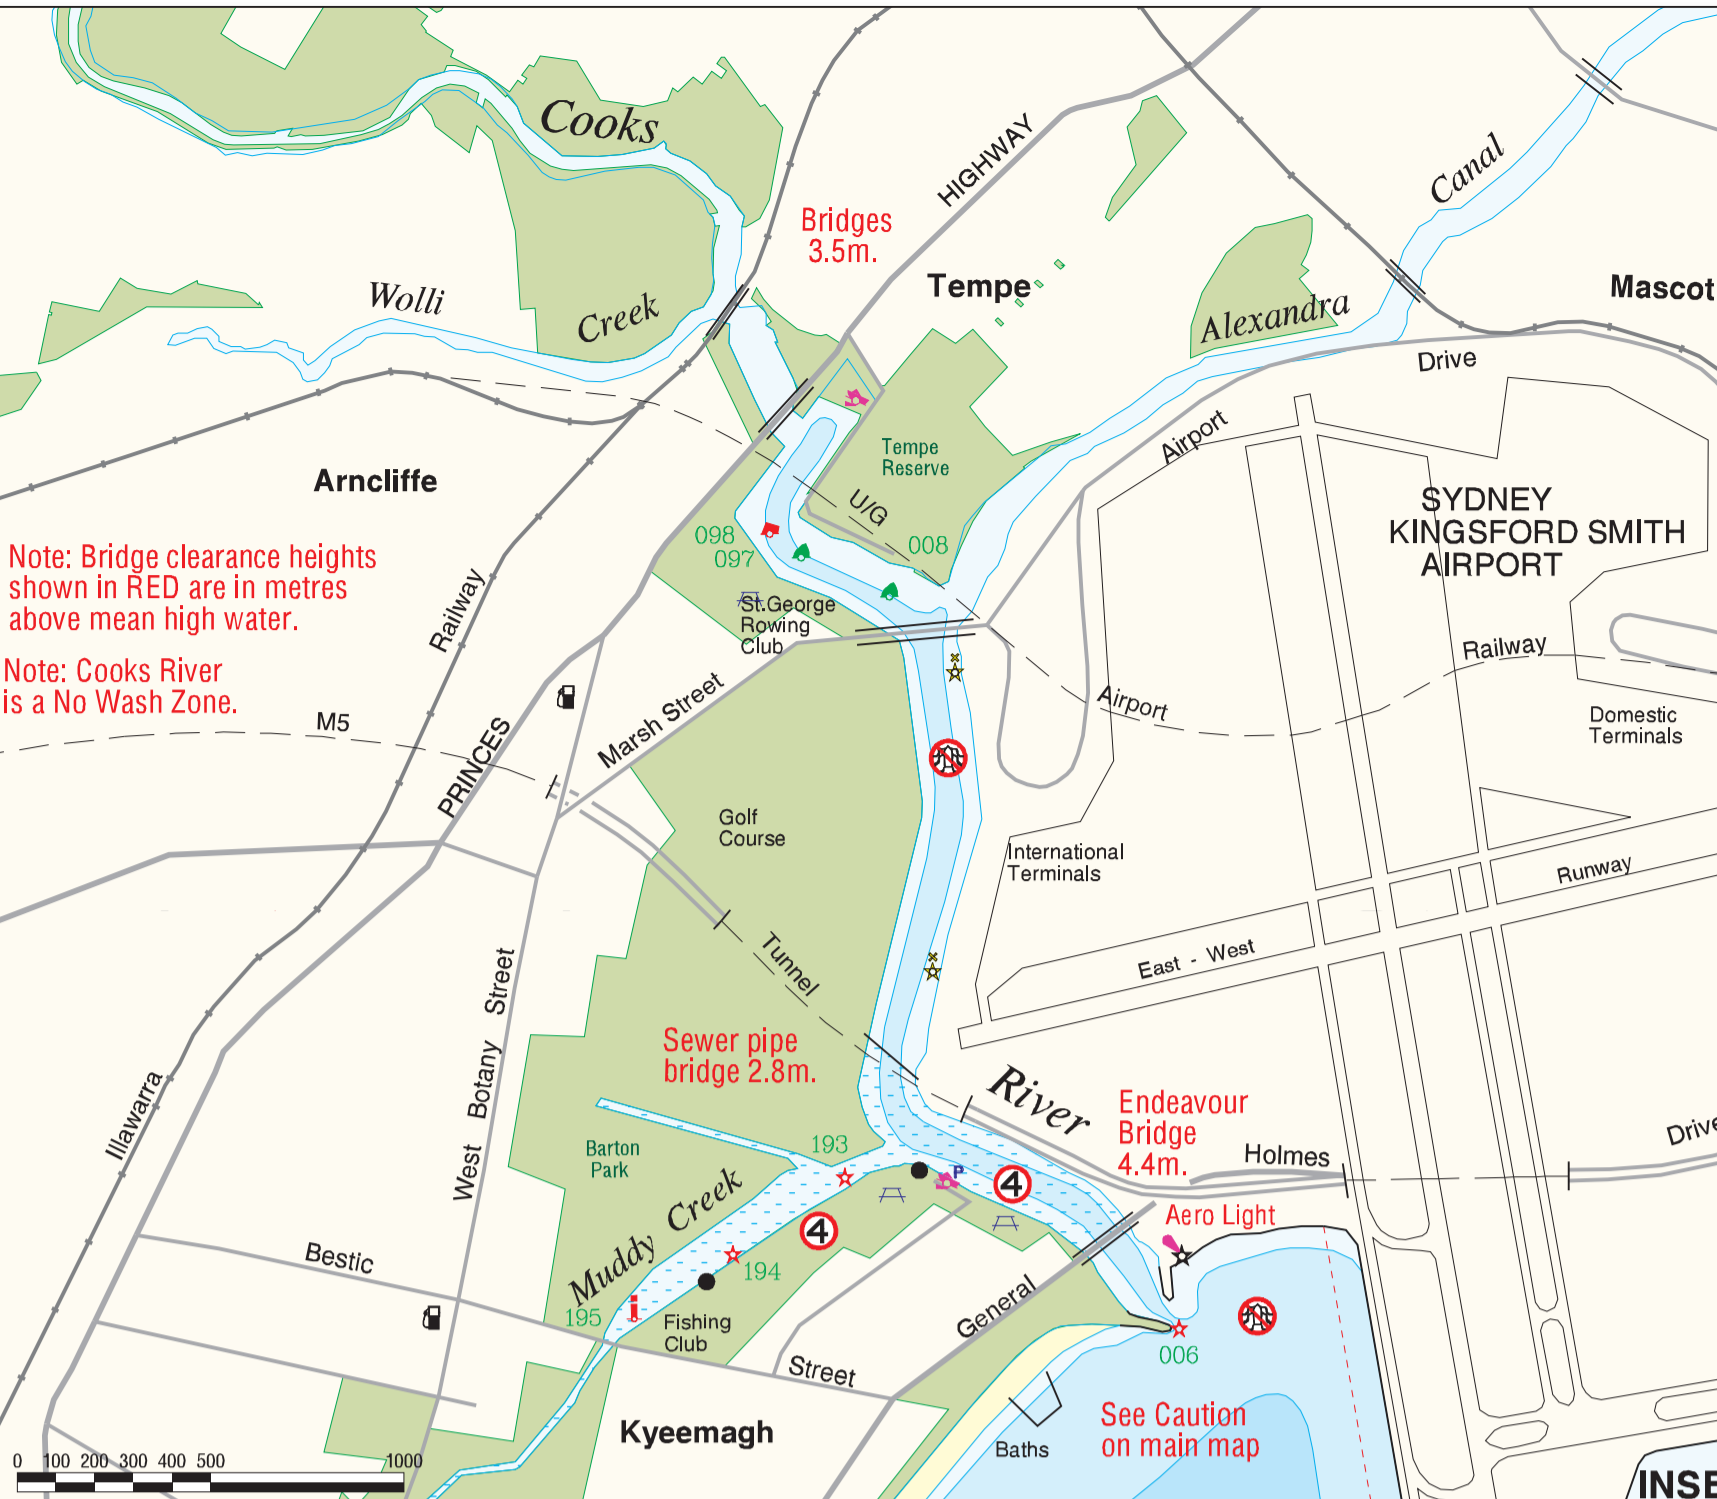 Cooks
HIGHWAY
Canal
Bridges
3.5m.
Tempe
Mascot
Wolli
Creek
Alexandra
Drive
Airport
Tempe
Reserve
Arncliffe
U/G
SYDNEY
KINGSFORD SMITH
AIRPORT
098
097
008
Note: Bridge clearance heights
shown in RED are in metres
above mean high water.
St.George
Rowing
Club
Railway
Railway
Note: Cooks River
is a No Wash Zone.
M5
Marsh Street
Airport
Domestic
Terminals
PRINCES
Golf
Course
International
Terminals
Runway
East - West
Tunnel
West Botany Street
Sewer pipe
bridge 2.8m.
River
Endeavour
Bridge
4.4m.
Illawarra
Barton
Park
193
P
4
Holmes
Drive
Muddy Creek
4
Aero Light
Bestic
194
195
Fishing
Club
General
006
Street
Kyeemagh
Baths
See Caution
on main map
0 100 200 300 400 500 1000
INSE